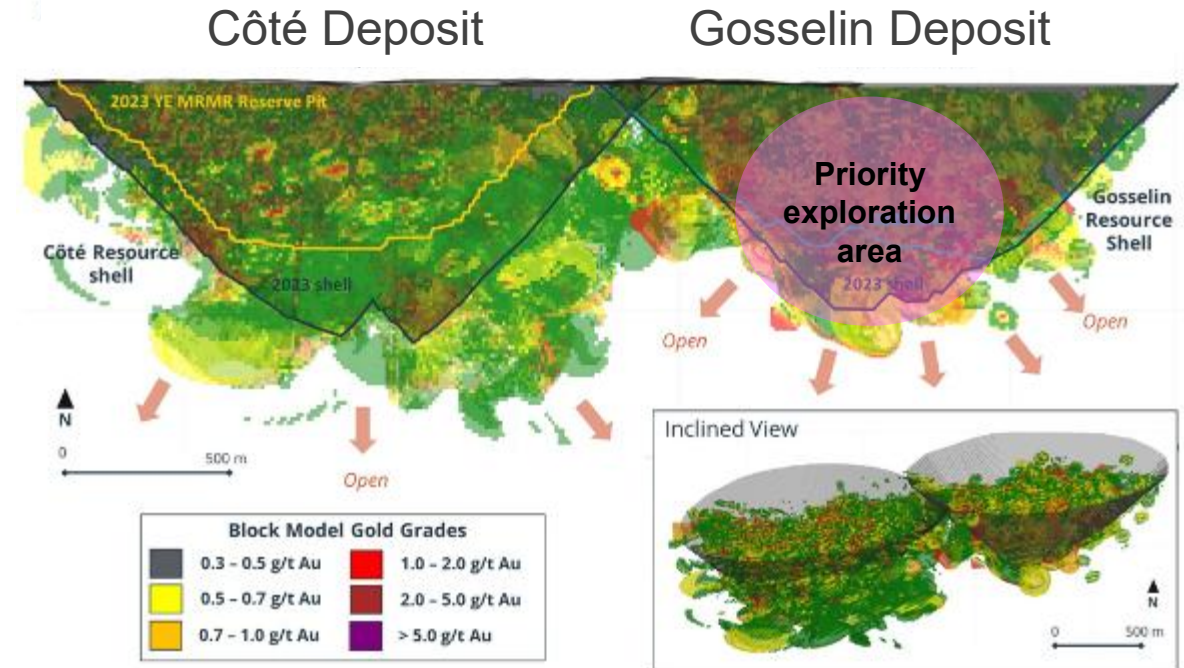 Côté Deposit
Gosselin Deposit
2023 YE MRMR Reserve Pit
Priority
exploration
area
Gosselin
Resource
Shell
Côté Resource
shell
2023 shell
2023 shell
Open
Open
Open
N
0
500 m
Inclined View
N
0
500 m
Block Model Gold Grades
0.3 – 0.5 g/t Au
1.0 – 2.0 g/t Au
0.5 – 0.7 g/t Au
2.0 – 5.0 g/t Au
0.7 – 1.0 g/t Au
> 5.0 g/t Au